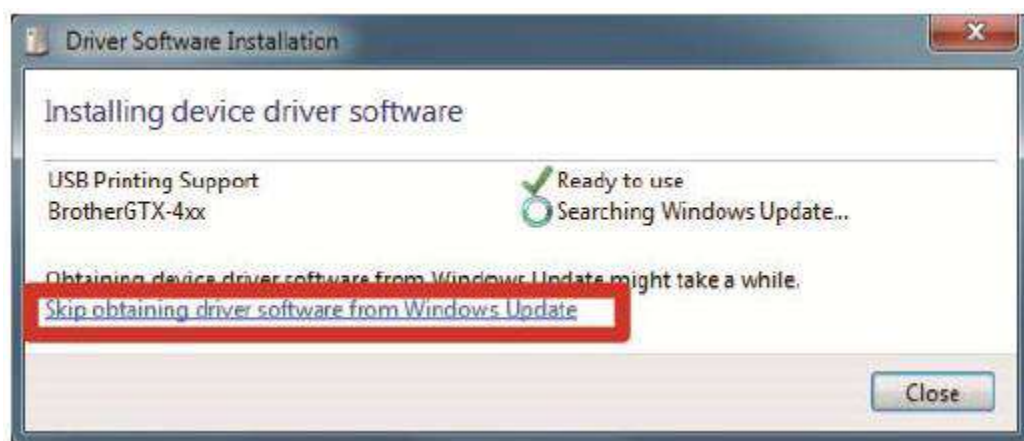 Driver Software Installation
Installing device driver software
USB Printing Support Ready to use
BrotherGTX-4xx Searching Windows Update...
Obtaining device driver software from Windows Update might take a while.
Skip obtaining driver software from Windows Update
Close